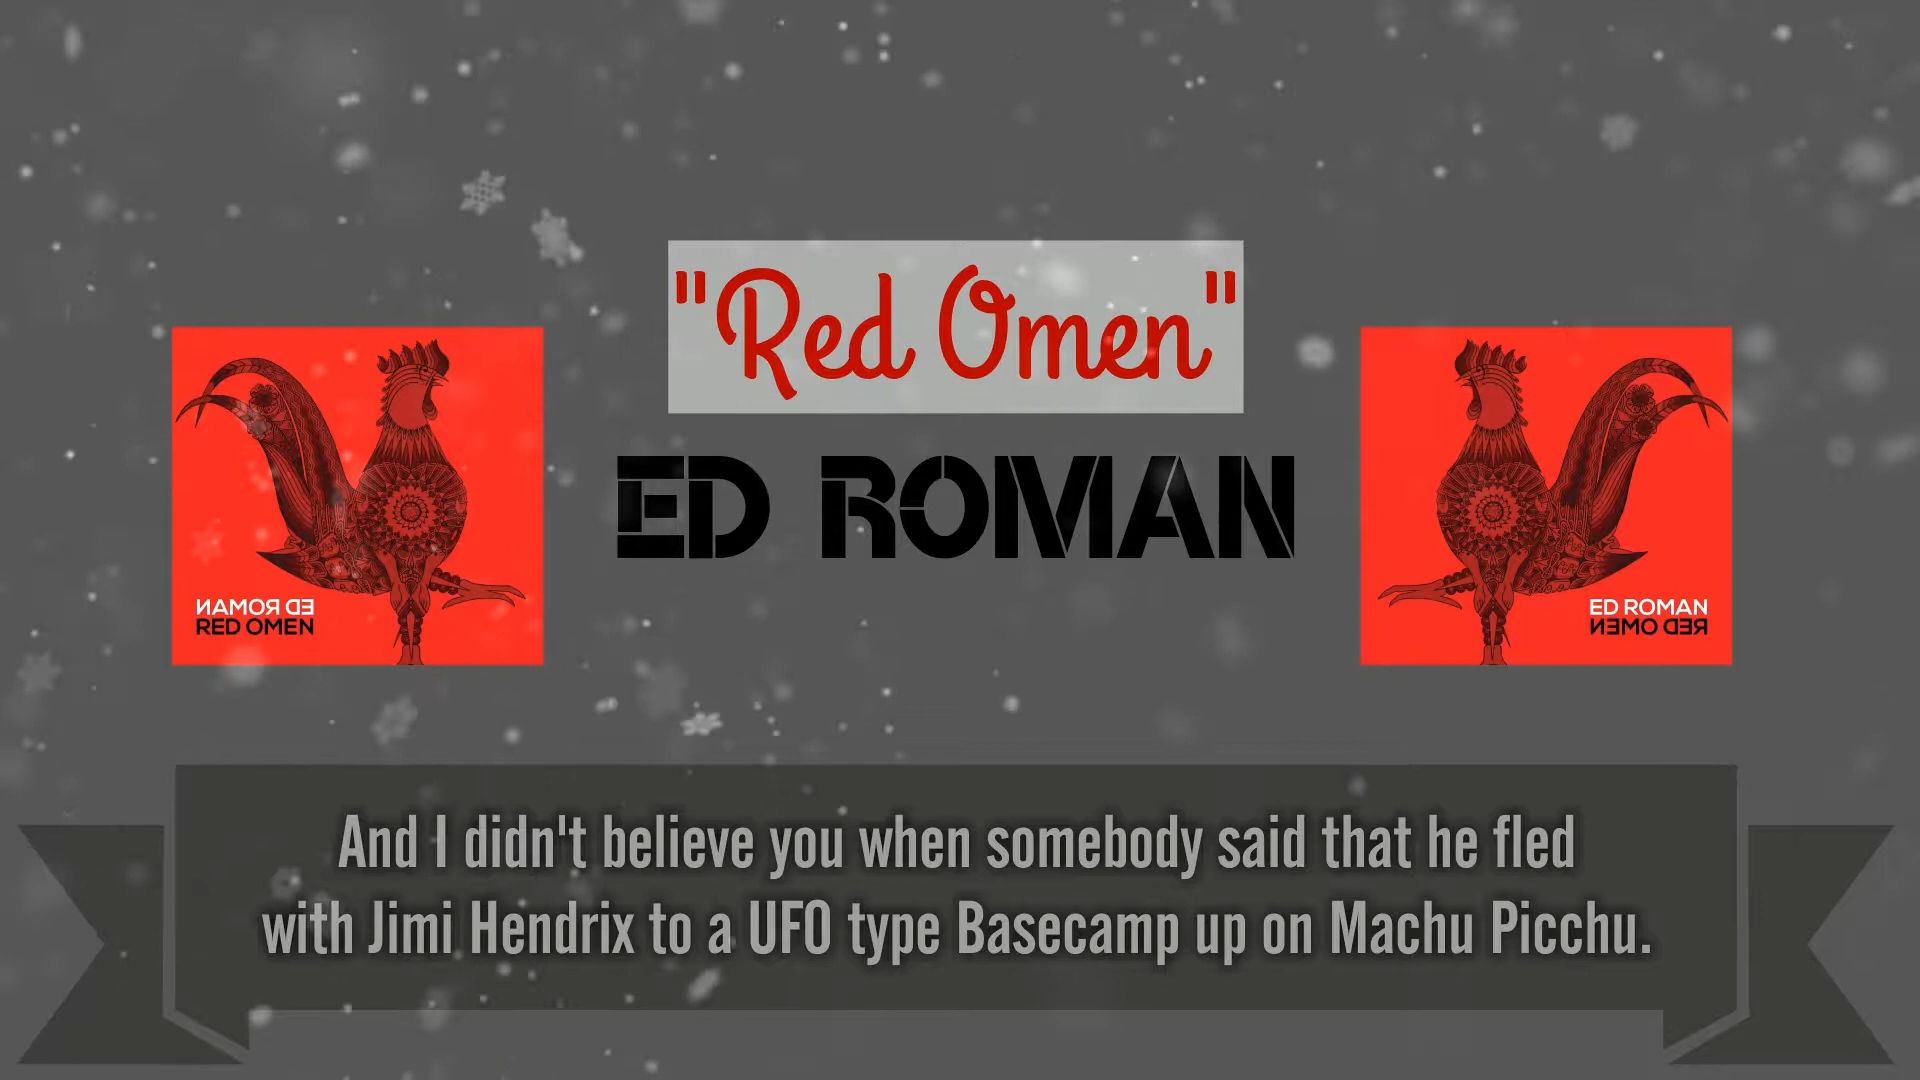 "Red Omen"
ED ROMAN
ED ROMAN
RED OMEN
ED ROMAN
RED OMEN
And I didn't believe you when somebody said that he fled
with Jimi Hendrix to a UFO type Basecamp up on Machu Picchu.